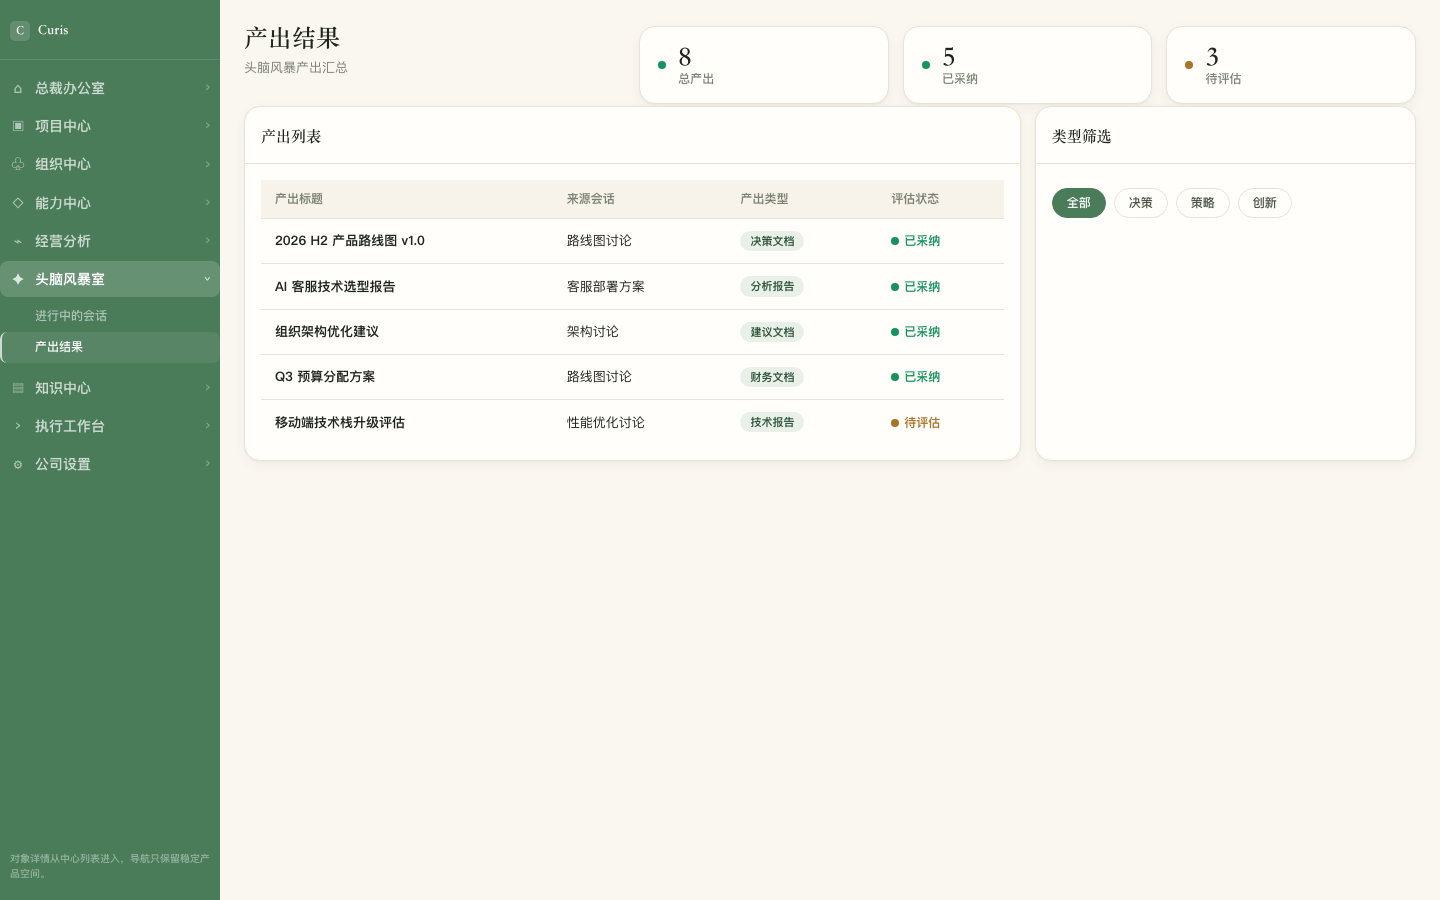 C Curis
总裁办公室
项目中心
组织中心
能力中心
经营分析
头脑风暴室
进行中的会话
产出结果
知识中心
执行工作台
公司设置
对象详情从中心列表进入，导航只保留稳定产
品空间。
产出结果
头脑风暴产出汇总
8
总产出
5
已采纳
3
待评估
产出列表
产出标题 来源会话 产出类型 评估状态
2026 H2 产品路线图 v1.0 路线图讨论 决策文档 已采纳
AI 客服技术选型报告 客服部署方案 分析报告 已采纳
组织架构优化建议 架构讨论 建议文档 已采纳
Q3 预算分配方案 路线图讨论 财务文档 已采纳
移动端技术栈升级评估 性能优化讨论 技术报告 待评估
类型筛选
全部 决策 策略 创新